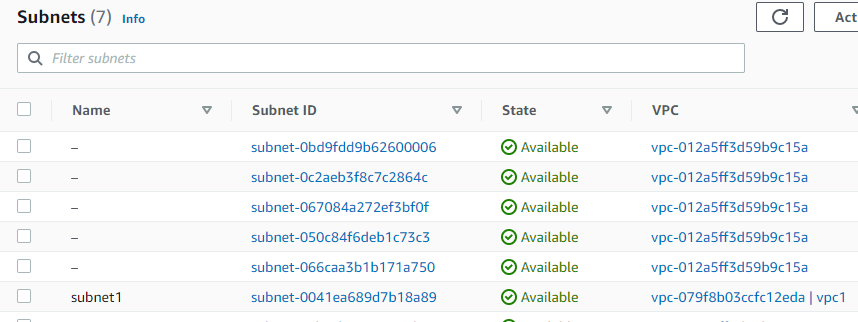 Subnets (7) Info
Act
Filter subnets
Name Subnet ID State VPC
– subnet-0bd9fdd9b62600006 Available vpc-012a5ff3d59b9c15a
– subnet-0c2aeb3f8c7c2864c Available vpc-012a5ff3d59b9c15a
– subnet-067084a272ef3bf0f Available vpc-012a5ff3d59b9c15a
– subnet-050c84f6deb1c73c3 Available vpc-012a5ff3d59b9c15a
– subnet-066caa3b1b171a750 Available vpc-012a5ff3d59b9c15a
subnet1 subnet-0041ea689d7b18a89 Available vpc-079f8b03ccfc12eda | vpc1